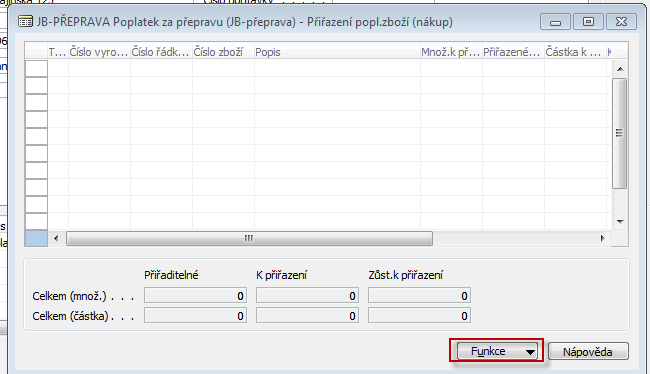 JB-PŘEPRAVA Poplatek za přepravu (JB-přeprava) - Přiřazení popl.zboží (nákup)
T... Číslo vyro... Číslo řádk... Číslo zboží Popis Množ.k př... Přiřazené... Částka k ... K
Přiřaditelné K přiřazení Zůst.k přiřazení
Celkem (množ.) . . . 0 0 0
Celkem (částka) . . . 0 0 0
Funkce Nápověda